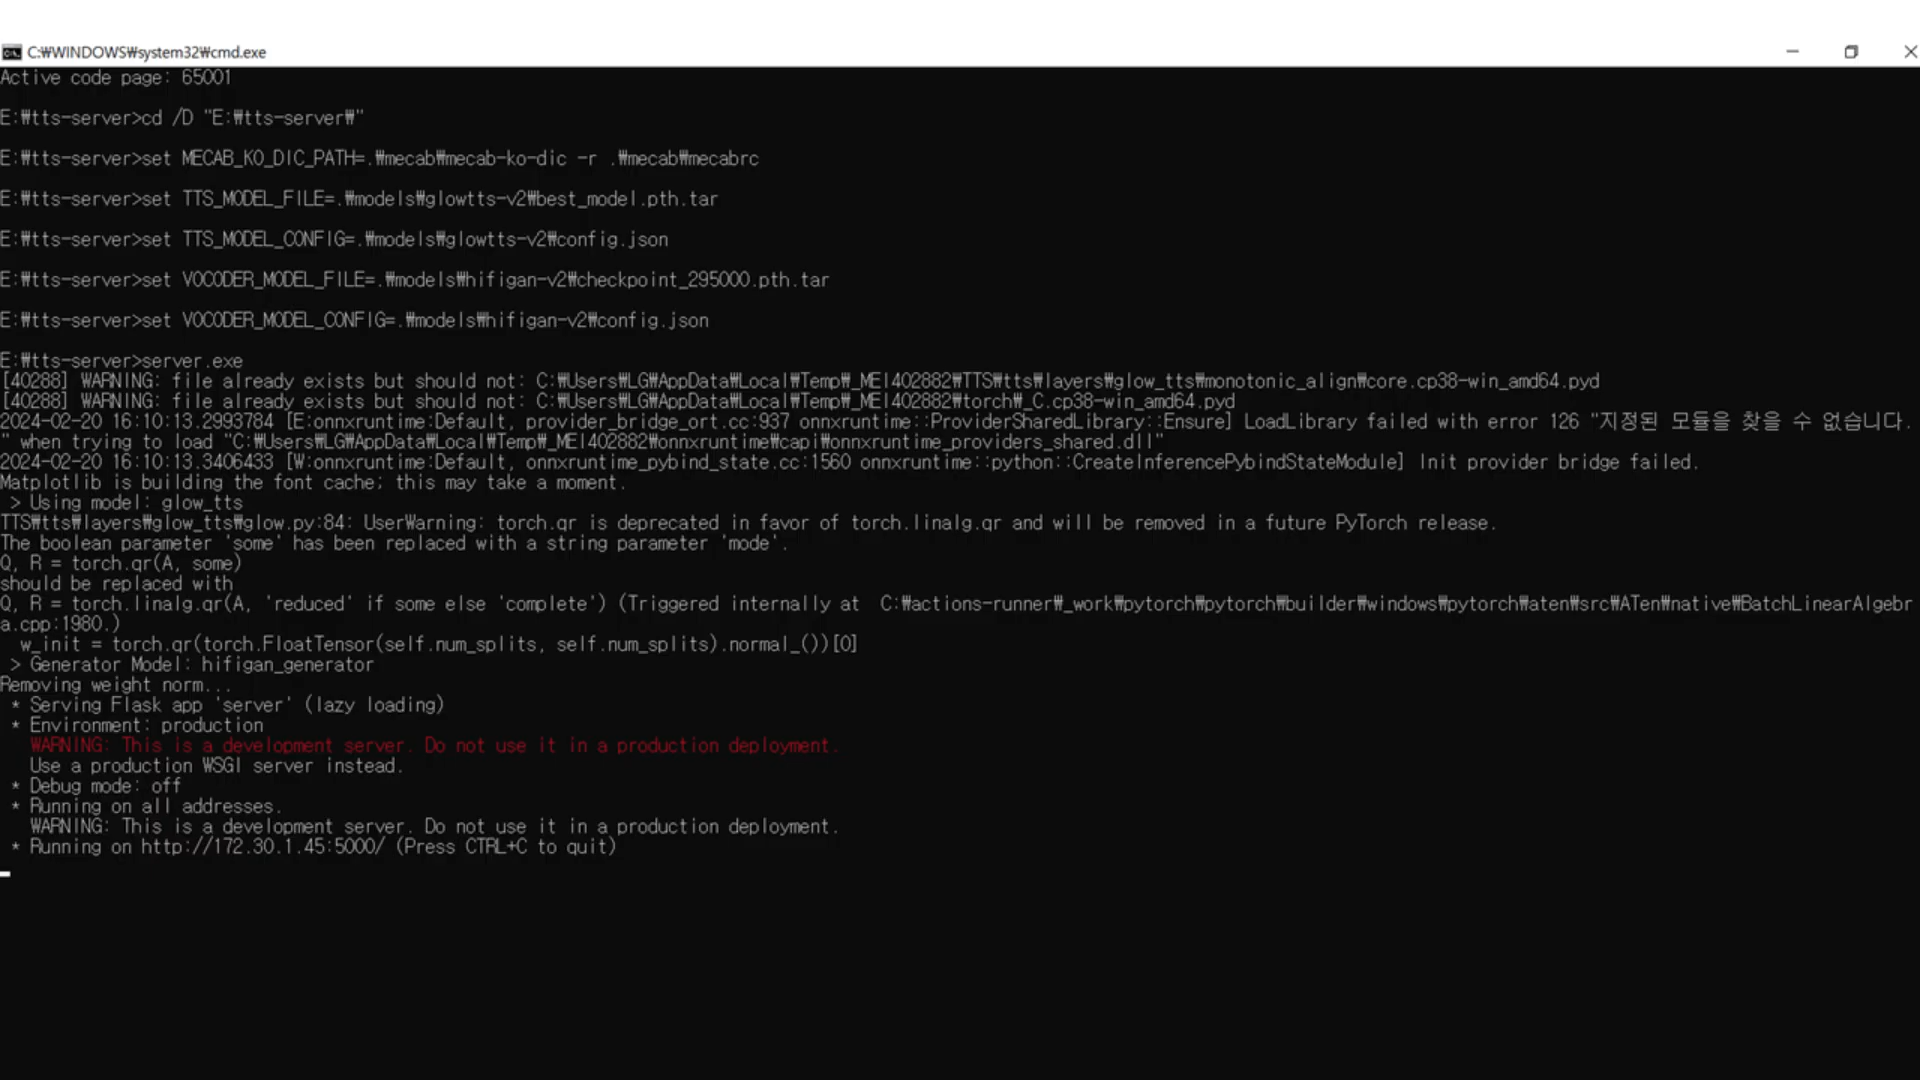 C:₩WINDOWS₩system32₩cmd.exe
Active code page: 65001
E:₩tts-server>cd /D "E:₩tts-server₩"
E:₩tts-server>set MECAB_KO_DIC_PATH=.₩mecab₩mecab-ko-dic -r .₩mecab₩mecabrc
E:₩tts-server>set TTS_MODEL_FILE=.₩models₩glowtts-v2₩best_model.pth.tar
E:₩tts-server>set TTS_MODEL_CONFIG=.₩models₩glowtts-v2₩config.json
E:₩tts-server>set VOCODER_MODEL_FILE=.₩models₩hifigan-v2₩checkpoint_295000.pth.tar
E:₩tts-server>set VOCODER_MODEL_CONFIG=.₩models₩hifigan-v2₩config.json
E:₩tts-server>server.exe
[40288] WARNING: file already exists but should not: C:₩Users₩LG₩AppData₩Local₩Temp₩_MEI402882₩TTS₩tts₩layers₩glow_tts₩monotonic_align₩core.cp38-win_amd64.pyd
[40288] WARNING: file already exists but should not: C:₩Users₩LG₩AppData₩Local₩Temp₩_MEI402882₩torch₩_C.cp38-win_amd64.pyd
2024-02-20 16:10:13.2993784 [E:onnxruntime:Default, provider_bridge_ort.cc:937 onnxruntime::ProviderSharedLibrary::Ensure] LoadLibrary failed with error 126 "지정된 모듈을 찾을 수 없습니다.
" when trying to load "C:₩Users₩LG₩AppData₩Local₩Temp₩_MEI402882₩onnxruntime₩capi₩onnxruntime_providers_shared.dll"
2024-02-20 16:10:13.3406433 [W:onnxruntime:Default, onnxruntime_pybind_state.cc:1560 onnxruntime::python::CreateInferencePybindStateModule] Init provider bridge failed.
Matplotlib is building the font cache; this may take a moment.
> Using model: glow_tts
TTS₩tts₩layers₩glow_tts₩glow.py:84: UserWarning: torch.qr is deprecated in favor of torch.linalg.qr and will be removed in a future PyTorch release.
The boolean parameter 'some' has been replaced with a string parameter 'mode'.
Q, R = torch.qr(A, some)
should be replaced with
Q, R = torch.linalg.qr(A, 'reduced' if some else 'complete') (Triggered internally at  C:₩actions-runner₩_work₩pytorch₩pytorch₩builder₩windows₩pytorch₩aten₩src₩ATen₩native₩BatchLinearAlgebr
a.cpp:1980.)
w_init = torch.qr(torch.FloatTensor(self.num_splits, self.num_splits).normal_())[0]
> Generator Model: hifigan_generator
Removing weight norm...
* Serving Flask app 'server' (lazy loading)
* Environment: production
WARNING: This is a development server. Do not use it in a production deployment.
Use a production WSGI server instead.
* Debug mode: off
* Running on all addresses.
WARNING: This is a development server. Do not use it in a production deployment.
* Running on http://172.30.1.45:5000/ (Press CTRL+C to quit)